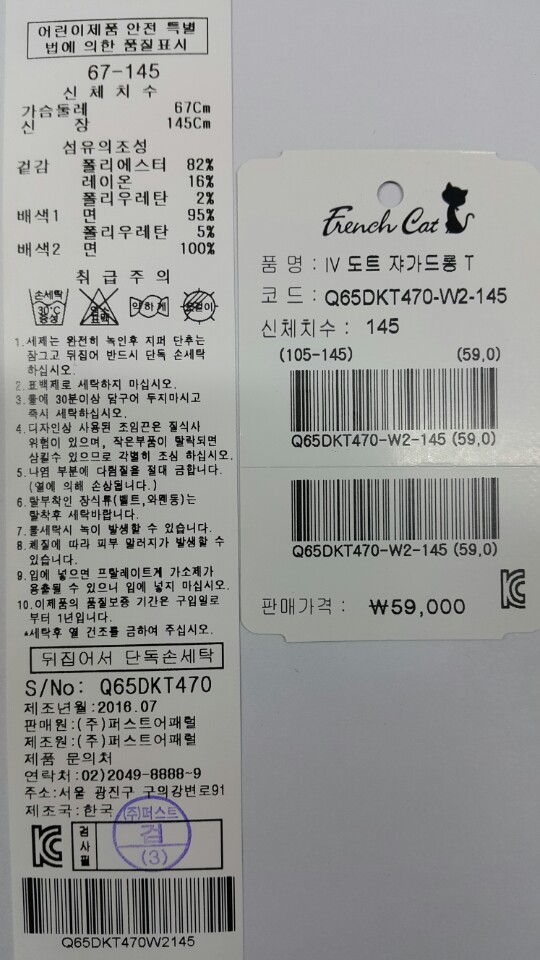 어린이제품 안전 특별
법에 의한 품질표시
67-145
신 체 치 수
가슴둘레 67Cm
신 장 145Cm
섬유의조성
겉감 폴리에스터 82%
레이온 16%
폴리우레탄 2%
배색1 면 95%
폴리우레탄 5%
배색2 면 100%
취 급 주 의
손세탁
30°C
중성
염소
표백
약하게
옷걸이
1.세제는 완전히 녹인후 지퍼 단추는
잠그고 뒤집어 반드시 단독 손세탁
하십시오.
2.표백제로 세탁하지 마십시오.
3.물에 30분이상 담구어 두지마시고
즉시 세탁하십시오.
4.디자인상 사용된 조임끈은 질식사
위험이 있으며, 작은부품이 탈락되면
삼킬수 있으므로 각별히 조심 하십시오.
5.나염 부분에 다림질을 절대 금합니다.
(열에 의해 손상됩니다.)
6.탈부착인 장식류(벨트,와펜등)는
탈착후 세탁바랍니다.
7.물세탁시 녹이 발생할 수 있습니다.
8.체질에 따라 피부 말러지가 발생할 수
있습니다.
9.입에 넣으면 프탈레이트계 가소제가
용출될 수 있으니 입에 넣지 마십시오.
10.이제품의 품질보증 기간은 구입일로
부터 1년입니다.
*세탁후 열 건조를 금하여 주십시오.
뒤집어서 단독손세탁
S/No: Q65DKT470
제조년월:2016.07
판매원:(주)퍼스트어패럴
제조원:(주)퍼스트어패럴
제품 문의처
연락처:02)2049-8888~9
주소:서울 광진구 구의강변로91
제조국:한국
(주)퍼스트
검
(3)
검
사
필
Q65DKT470W2145
French Cat
품 명 : IV 도트 쟈가드롱 T
코 드 : Q65DKT470-W2-145
신체치수 : 145
(105-145) (59,0)
Q65DKT470-W2-145 (59,0)
Q65DKT470-W2-145 (59,0)
판매가격 : ₩59,000